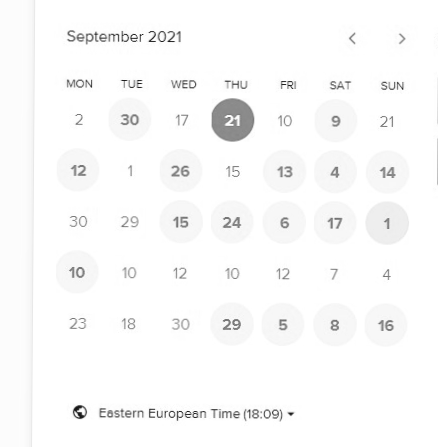 September 2021
MON TUE WED THU FRI SAT SUN
2 30 17 21 10 9 21
12 1 26 15 13 4 14
30 29 15 24 6 17 1
10 10 12 10 12 7 4
23 18 30 29 5 8 16
Eastern European Time (18:09)